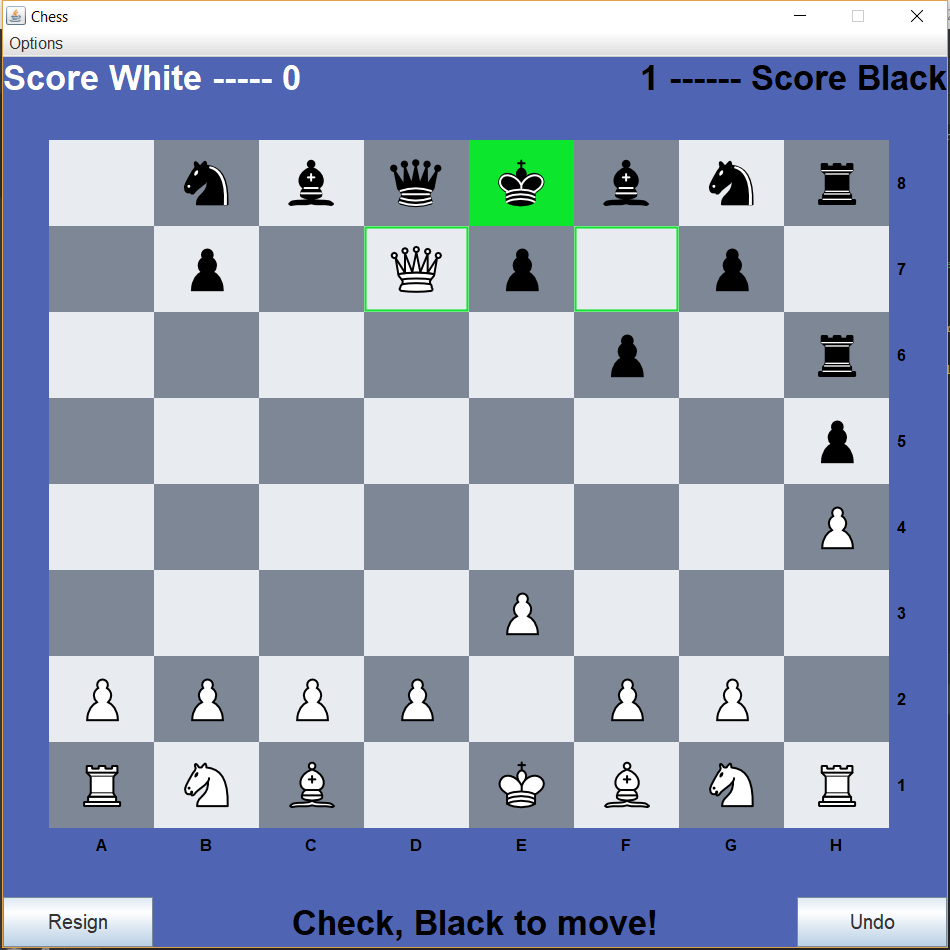 Chess
Options
Score White ----- 0
1 ------ Score Black
8
7
6
5
4
3
2
1
A B C D E F G H
Resign
Check, Black to move!
Undo